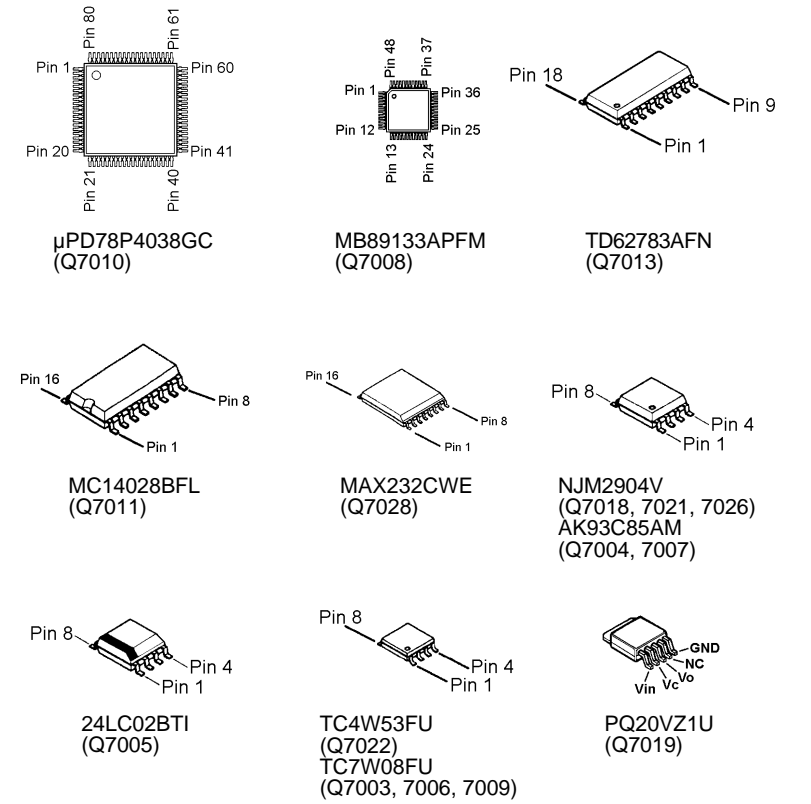 Pin 80
Pin 61
Pin 1
Pin 60
Pin 20
Pin 41
Pin 21
Pin 40
µPD78P4038GC
(Q7010)
Pin 48
Pin 37
Pin 1
Pin 36
Pin 12
Pin 25
Pin 13
Pin 24
MB89133APFM
(Q7008)
Pin 18
Pin 9
Pin 1
TD62783AFN
(Q7013)
Pin 16
Pin 8
Pin 1
MC14028BFL
(Q7011)
Pin 16
Pin 8
Pin 1
MAX232CWE
(Q7028)
Pin 8
Pin 4
Pin 1
NJM2904V
(Q7018, 7021, 7026)
AK93C85AM
(Q7004, 7007)
Pin 8
Pin 4
Pin 1
24LC02BTI
(Q7005)
Pin 8
Pin 4
Pin 1
TC4W53FU
(Q7022)
TC7W08FU
(Q7003, 7006, 7009)
GND
NC
Vo
Vc
Vin
PQ20VZ1U
(Q7019)